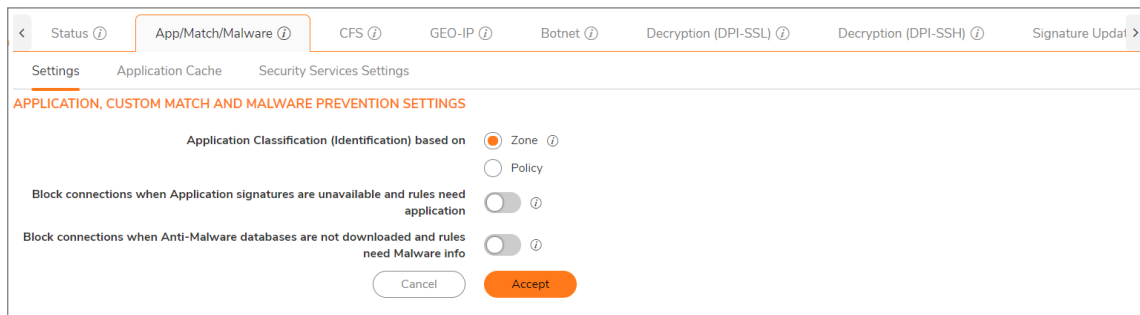 Status
App/Match/Malware
CFS
GEO-IP
Botnet
Decryption (DPI-SSL)
Decryption (DPI-SSH)
Signature Updat
Settings
Application Cache
Security Services Settings
APPLICATION, CUSTOM MATCH AND MALWARE PREVENTION SETTINGS
Application Classification (Identification) based on
Zone
Policy
Block connections when Application signatures are unavailable and rules need
application
Block connections when Anti-Malware databases are not downloaded and rules
need Malware info
Cancel
Accept